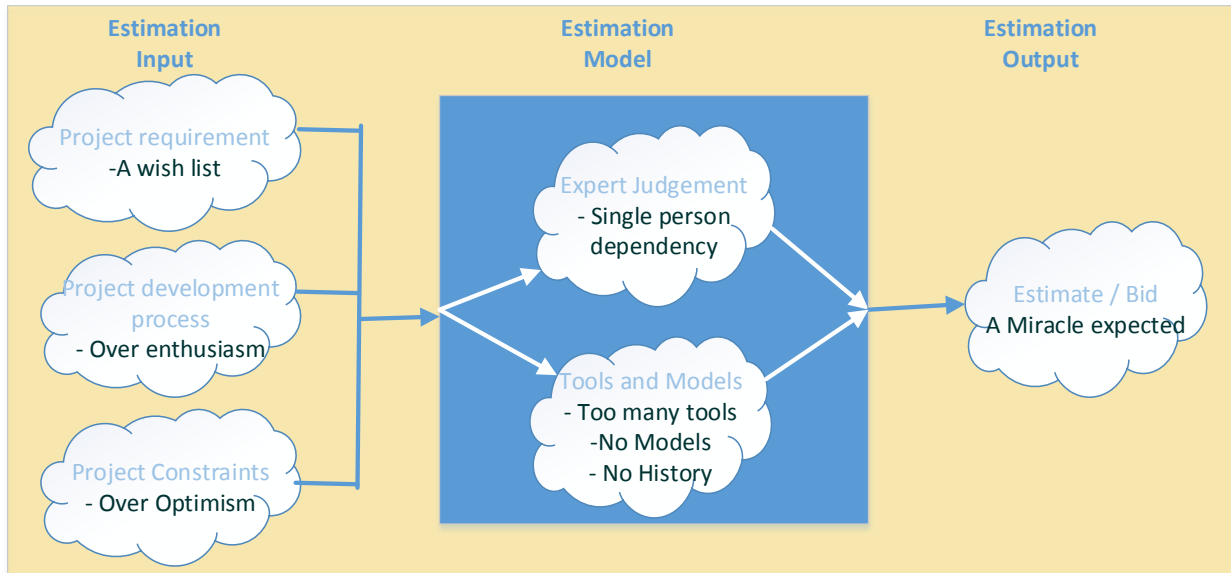 Estimation
Input
Estimation
Model
Estimation
Output
Project requirement
-A wish list
Project development
process
- Over enthusiasm
Project Constraints
- Over Optimism
Expert Judgement
- Single person
dependency
Tools and Models
- Too many tools
-No Models
- No History
Estimate / Bid
A Miracle expected